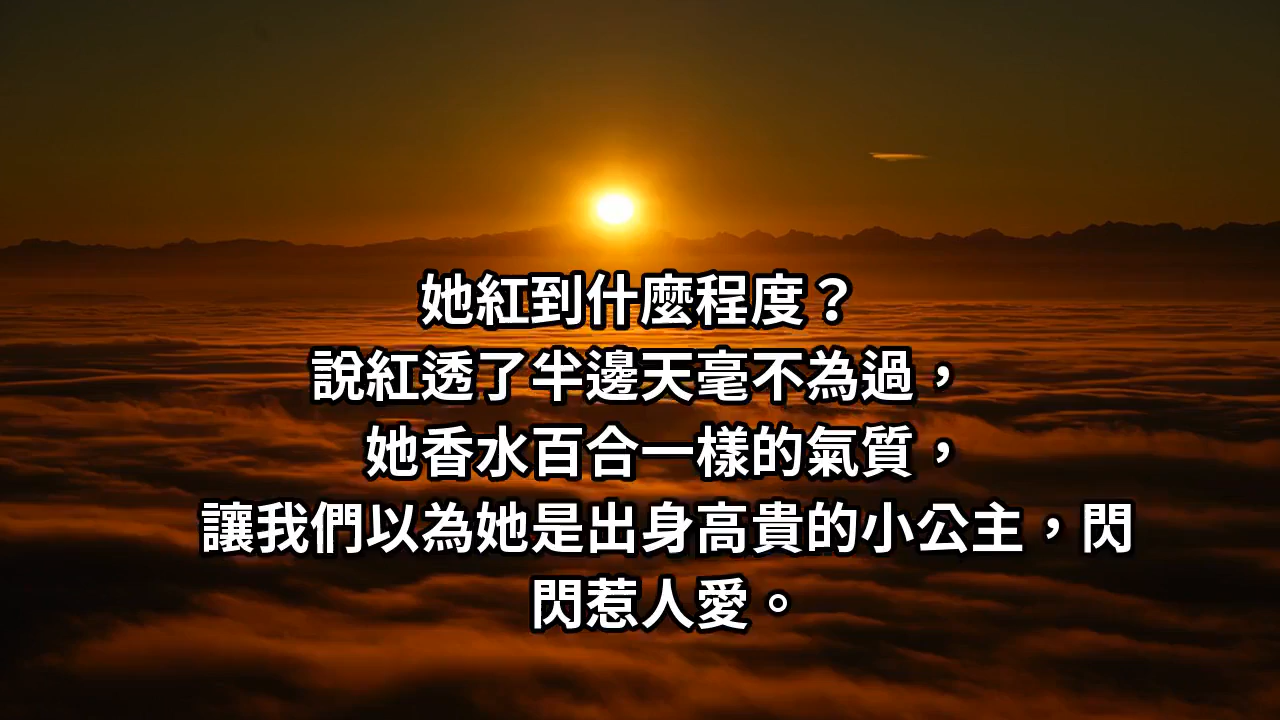 她紅到什麼程度？
說紅透了半邊天毫不為過，
她香水百合一樣的氣質，
讓我們以為她是出身高貴的小公主，閃
閃惹人愛。